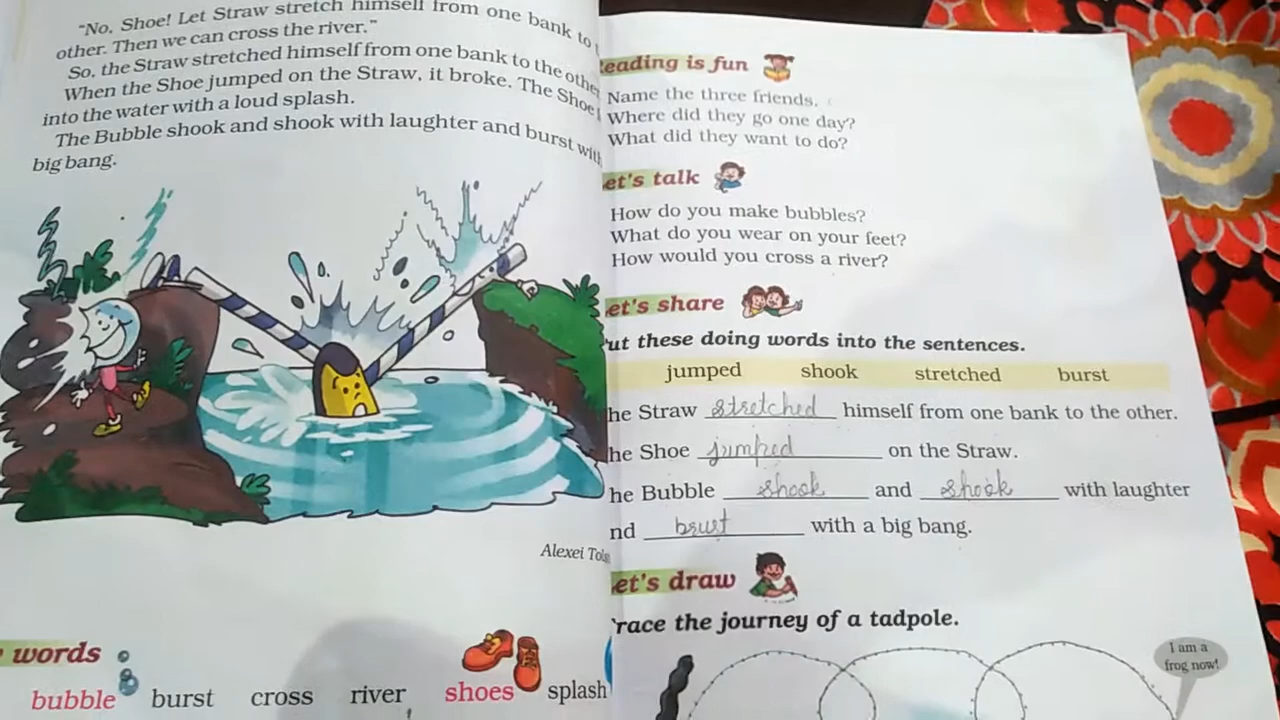 "No, Shoe! Let Straw stretch himself from one bank to
other. Then we can cross the river."
So, the Straw stretched himself from one bank to the othe
When the Shoe jumped on the Straw, it broke. The Shoe
into the water with a loud splash.
The Bubble shook and shook with laughter and burst with
big bang.
Alexei Tols
words
bubble burst cross river shoes splash
eading is fun
Name the three friends.
Where did they go one day?
What did they want to do?
et's talk
How do you make bubbles?
What do you wear on your feet?
How would you cross a river?
et's share
ut these doing words into the sentences.
jumped shook stretched burst
he Straw stretched himself from one bank to the other.
he Shoe jumped on the Straw.
he Bubble shook and shook with laughter
nd brust with a big bang.
et's draw
race the journey of a tadpole.
I am a
frog now!